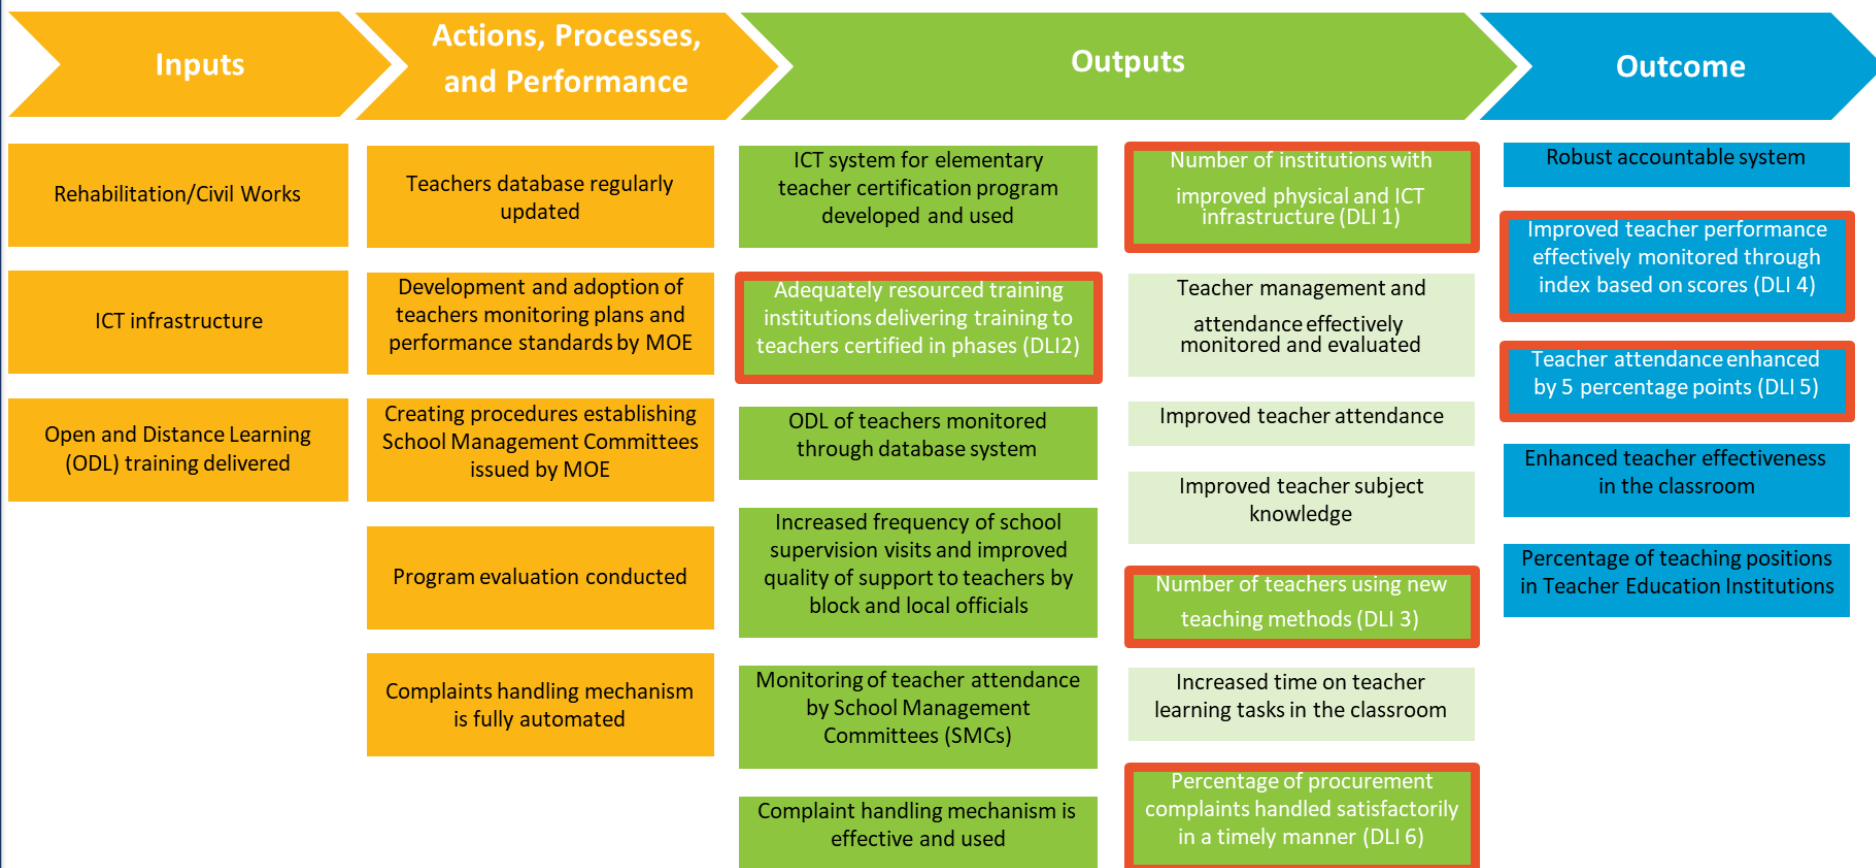 Inputs
Actions, Processes,
and Performance
Outputs
Outcome
Rehabilitation/Civil Works
ICT infrastructure
Open and Distance Learning
(ODL) training delivered
Teachers database regularly
updated
Development and adoption of
teachers monitoring plans and
performance standards by MOE
Creating procedures establishing
School Management Committees
issued by MOE
Program evaluation conducted
Complaints handling mechanism
is fully automated
ICT system for elementary
teacher certification program
developed and used
Adequately resourced training
institutions delivering training to
teachers certified in phases (DLI2)
ODL of teachers monitored
through database system
Increased frequency of school
supervision visits and improved
quality of support to teachers by
block and local officials
Monitoring of teacher attendance
by School Management
Committees (SMCs)
Complaint handling mechanism is
effective and used
Number of institutions with
improved physical and ICT
infrastructure (DLI 1)
Teacher management and
attendance effectively
monitored and evaluated
Improved teacher attendance
Improved teacher subject
knowledge
Number of teachers using new
teaching methods (DLI 3)
Increased time on teacher
learning tasks in the classroom
Percentage of procurement
complaints handled satisfactorily
in a timely manner (DLI 6)
Robust accountable system
Improved teacher performance
effectively monitored through
index based on scores (DLI 4)
Teacher attendance enhanced
by 5 percentage points (DLI 5)
Enhanced teacher effectiveness
in the classroom
Percentage of teaching positions
in Teacher Education Institutions